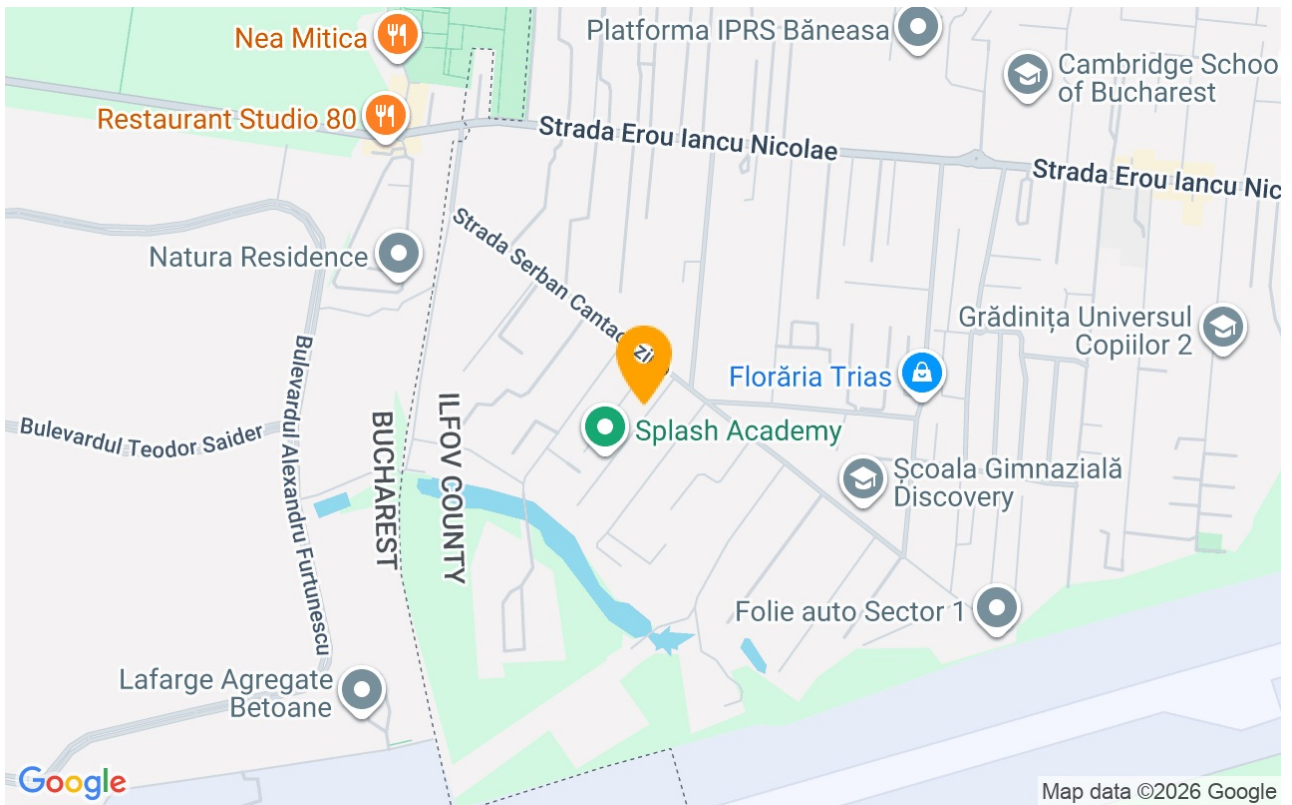 Nea Mitica
Platforma IPRS Băneasa
Cambridge Schoo
of Bucharest
Restaurant Studio 80
Strada Erou Iancu Nicolae
Strada Erou Iancu Nic
Strada Serban Cantac
zi
Natura Residence
Grădinița Universul
Copiilor 2
Florăria Trias
Bulevardul Alexandru Furtunescu
Bulevardul Teodor Saider
BUCHAREST
ILFOV COUNTY
Splash Academy
Școala Gimnazială
Discovery
Folie auto Sector 1
Lafarge Agregate
Betoane
Google
Map data ©2026 Google